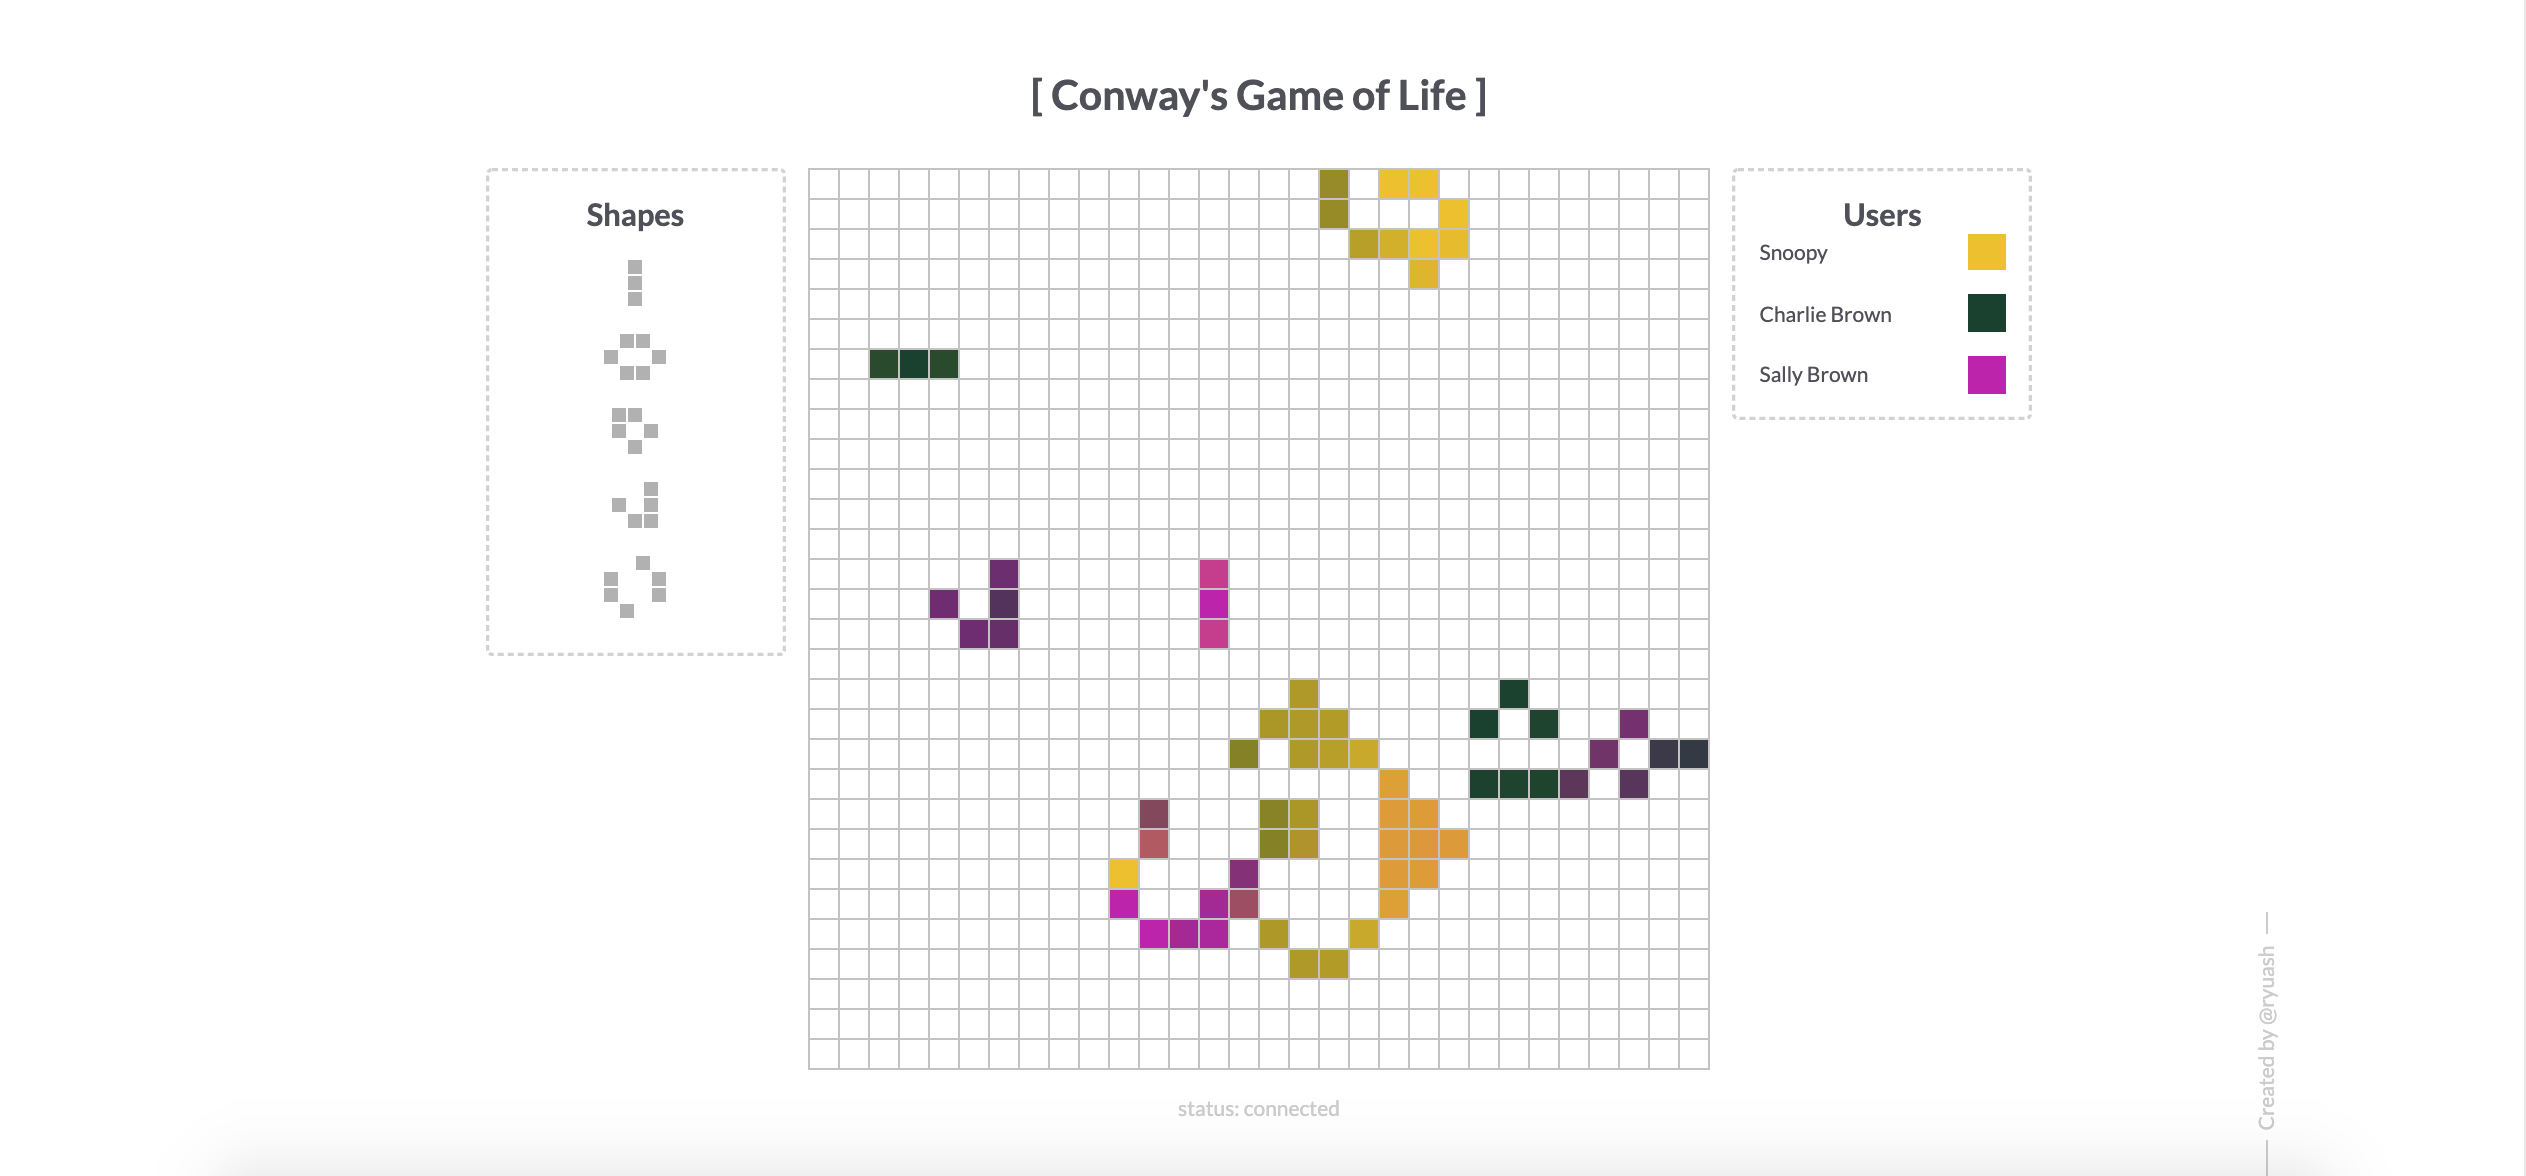 [ Conway's Game of Life ]
Shapes
Users
Snoopy
Charlie Brown
Sally Brown
status: connected
Created by @ryuash